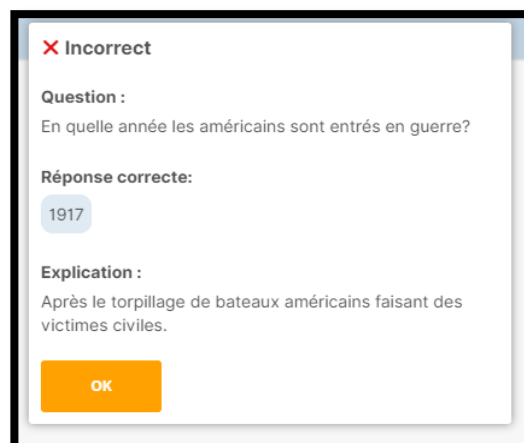 Incorrect
Question :
En quelle année les américains sont entrés en guerre?
Réponse correcte:
1917
Explication :
Après le torpillage de bateaux américains faisant des
victimes civiles.
OK